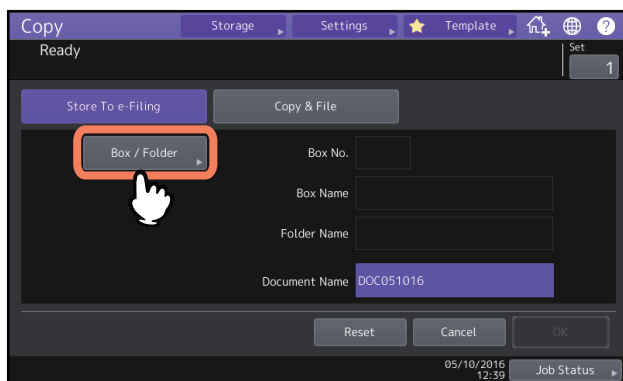 Copy Storage Settings Template ?
Ready Set
1
Store To e-Filing Copy & File
Box / Folder Box No.
Box Name
Folder Name
Document Name DOC051016
Reset Cancel OK
05/10/2016
12:39 Job Status